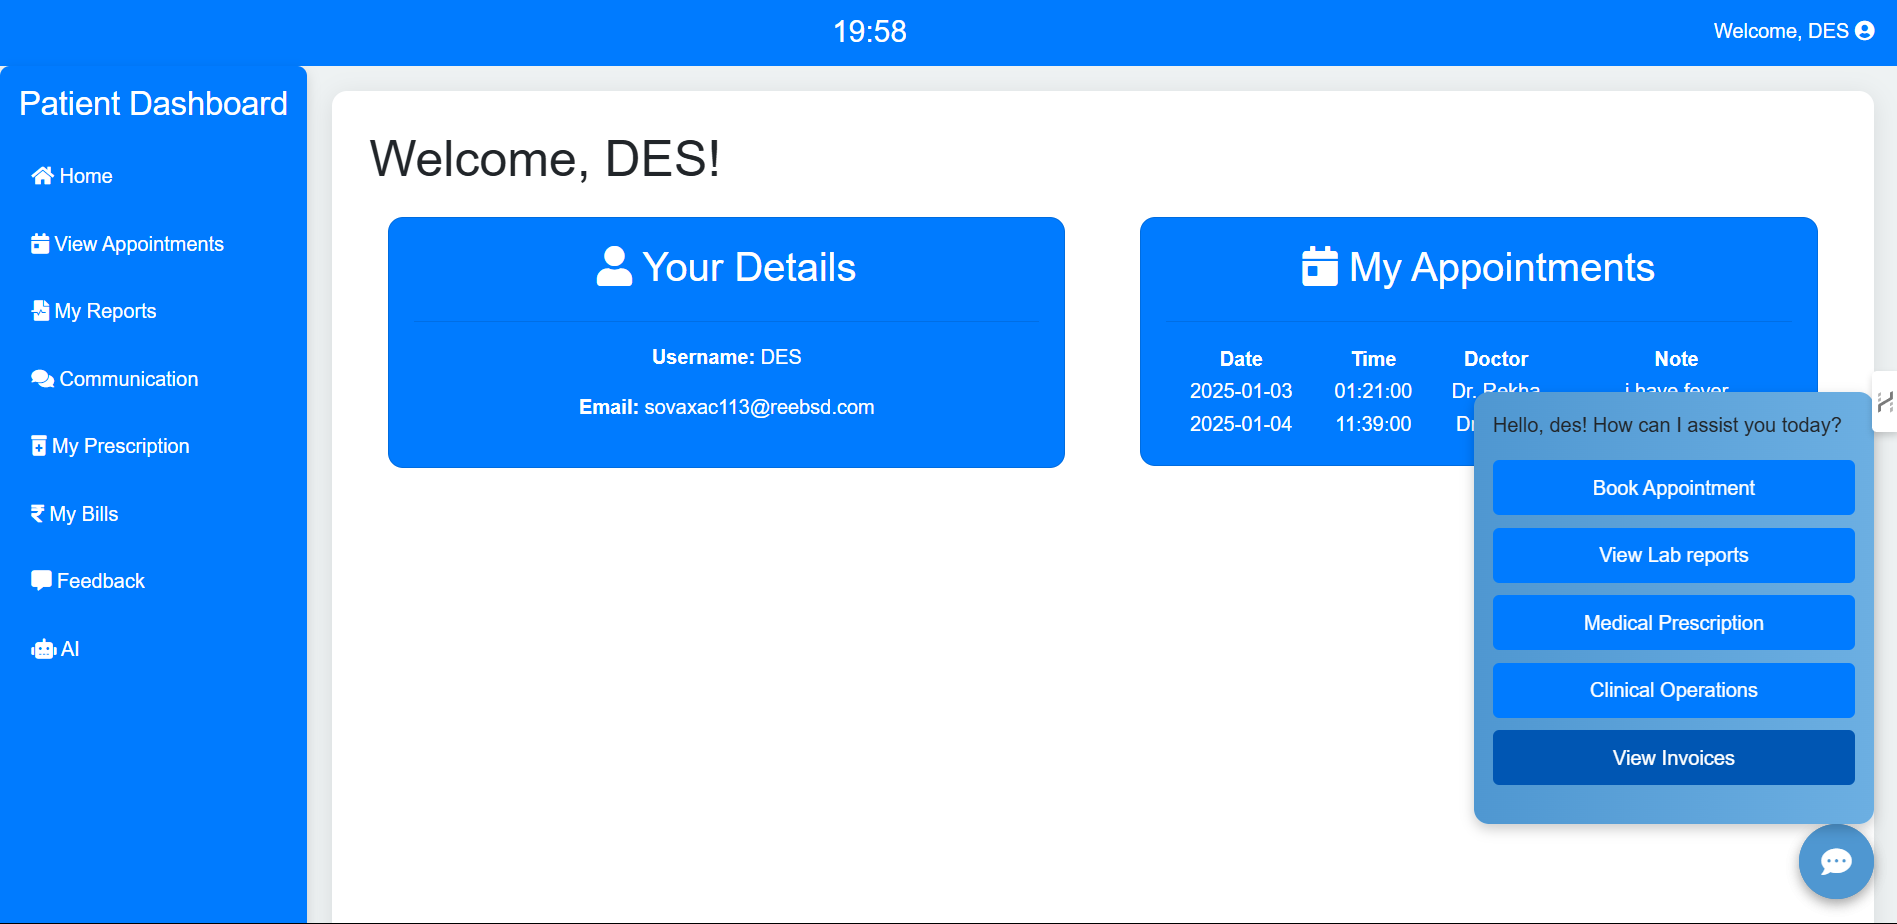 19:58
Welcome, DES
Patient Dashboard
Home
View Appointments
My Reports
Communication
My Prescription
My Bills
Feedback
AI
Welcome, DES!
Your Details
Username: DES
Email: sovaxac113@reebsd.com
My Appointments
Date Time Doctor Note
2025-01-03 01:21:00 Dr. Rekha i have fever
2025-01-04 11:39:00
Hello, des! How can I assist you today?
Book Appointment
View Lab reports
Medical Prescription
Clinical Operations
View Invoices